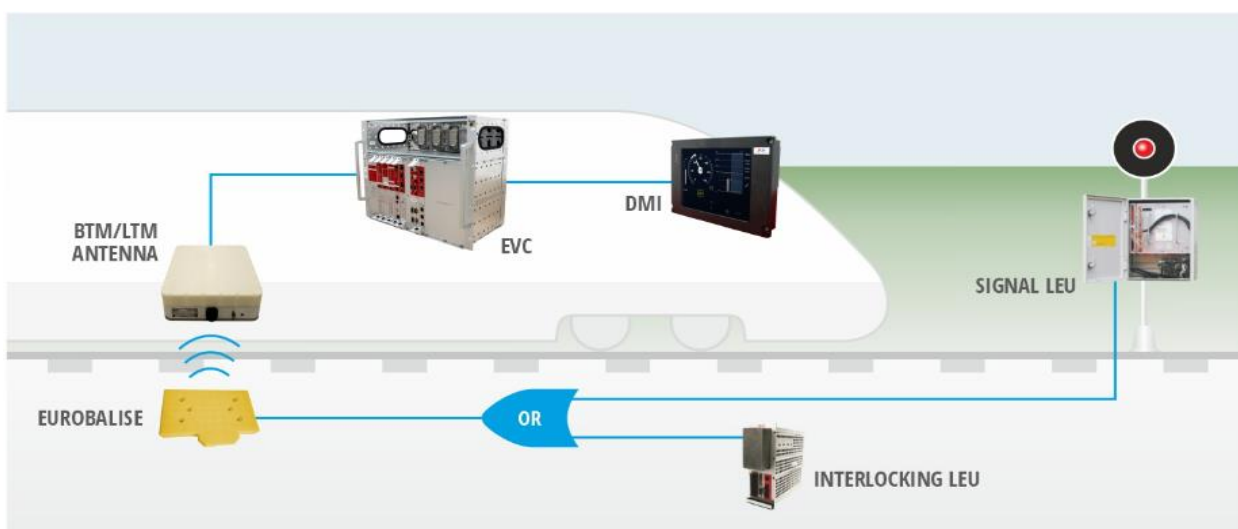 BTM/LTM
ANTENNA
EVC
DMI
SIGNAL LEU
EUROBALISE
OR
INTERLOCKING LEU